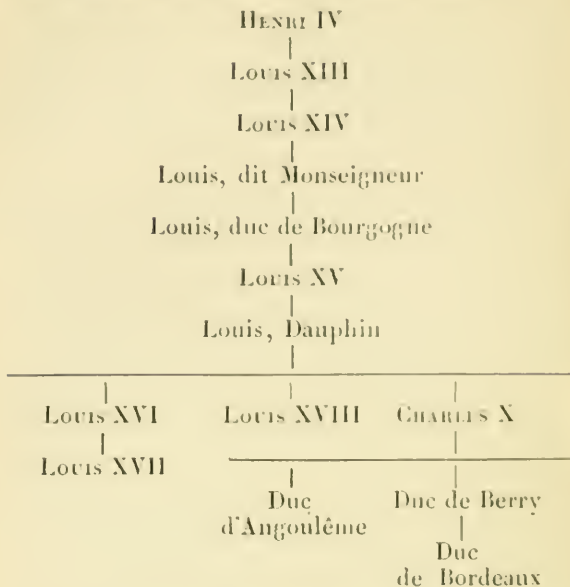 Henri IV
Louis XIII
Louis XIV
Louis, dit Monseigneur
Louis, duc de Bourgogne
Louis XV
Louis, Dauphin
Louis XVI Louis XVIII Charles X
Louis XVII
Duc Duc de Berry
d'Angoulême
Duc
de Bordeaux